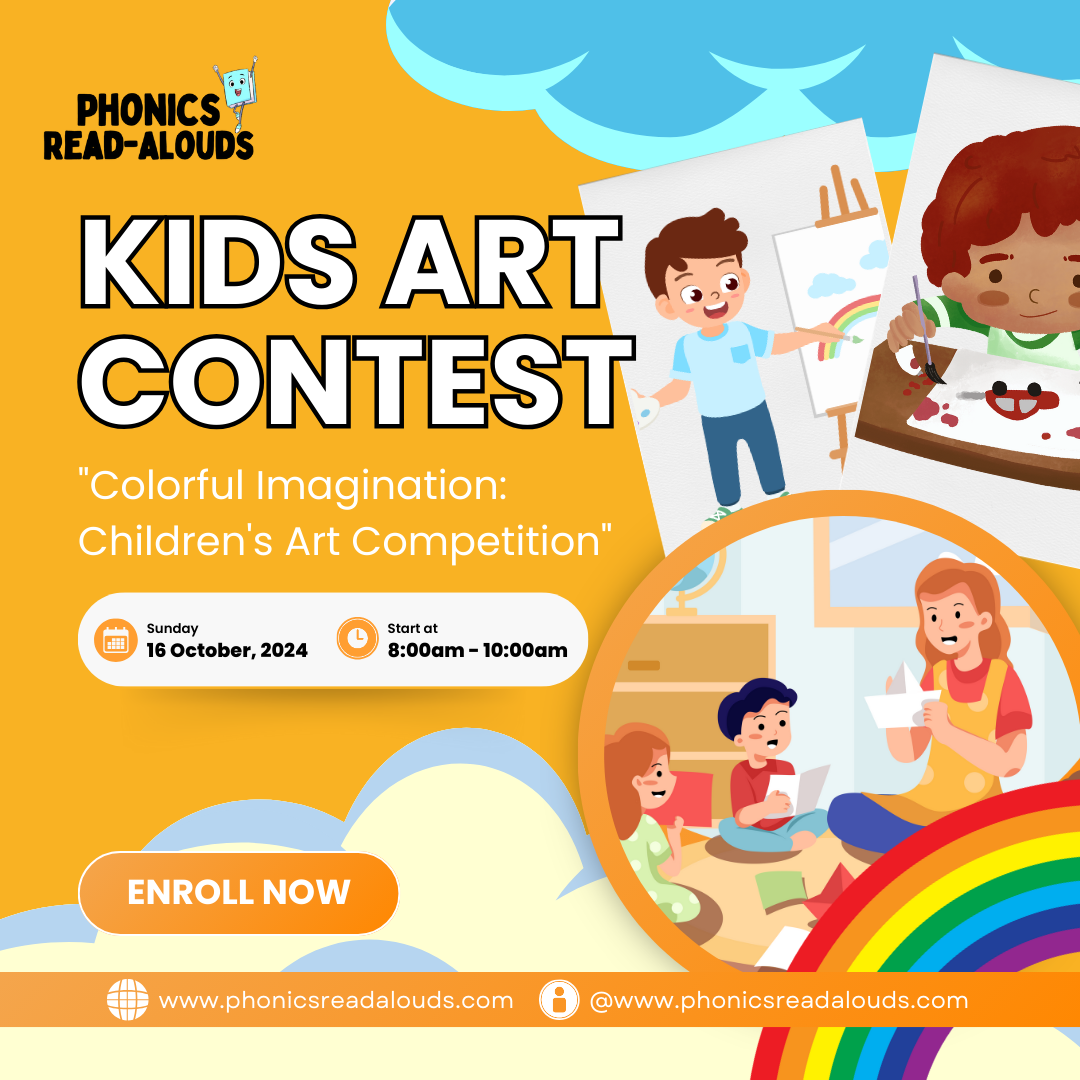 PHONICS
READ-ALOUDS
KIDS ART
CONTEST
"Colorful Imagination:
Children's Art Competition"
Sunday
16 October, 2024
Start at
8:00am - 10:00am
ENROLL NOW
www.phonicsreadalouds.com
@www.phonicsreadalouds.com